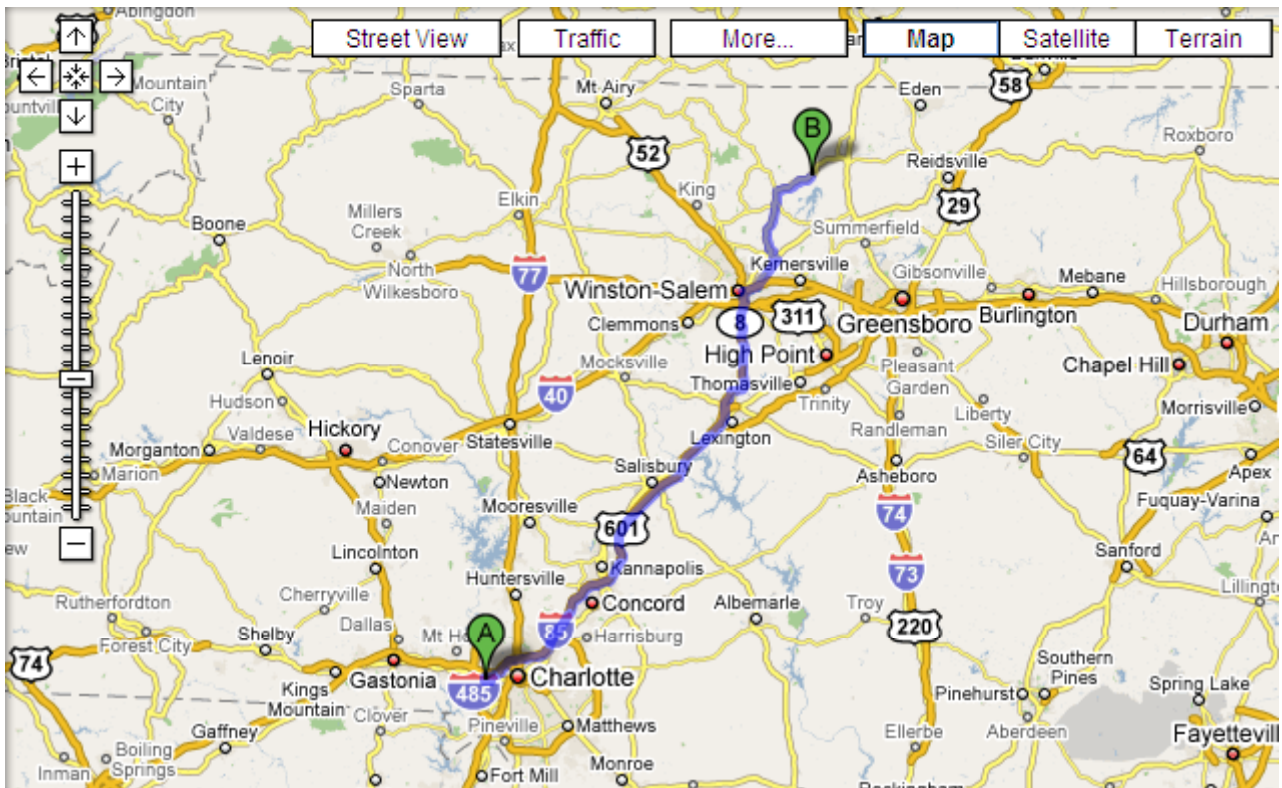 Abingdon
Street View
Traffic
More...
Map
Satellite
Terrain
Mountain
City
Sparta
Mt Airy
Eden
58
Roxboro
B
52
Reidsville
King
29
Elkin
Millers
Creek
Boone
Summerfield
North
Wilkesboro
77
Kernersville
Gibsonville
Mebane
Hillsborough
Winston-Salem
Burlington
8
311
Greensboro
Durham
Clemmons
High Point
Chapel Hill
Lenoir
Mocksville
Pleasant
Garden
Thomasville
Trinity
Hudson
40
Liberty
Morrisville
Hickory
Valdese
Morganton
Conover
Statesville
Lexington
Randleman
Siler City
64
Apex
Marion
Newton
Salisbury
Asheboro
Black
Mountain
Maiden
Mooresville
601
74
Fuquay-Varina
Lincolnton
Kannapolis
Sanford
Huntersville
73
Lillington
Rutherfordton
Cherryville
Concord
Albemarle
Troy
Forest City
Shelby
Dallas
A
85
Harrisburg
220
74
Gastonia
Charlotte
Southern
Pines
Kings
Mountain
485
Pinehurst
Spring Lake
Clover
Gaffney
Pineville
Matthews
Ellerbe
Aberdeen
Fayettevil
Boiling
Springs
Inman
Fort Mill
Monroe